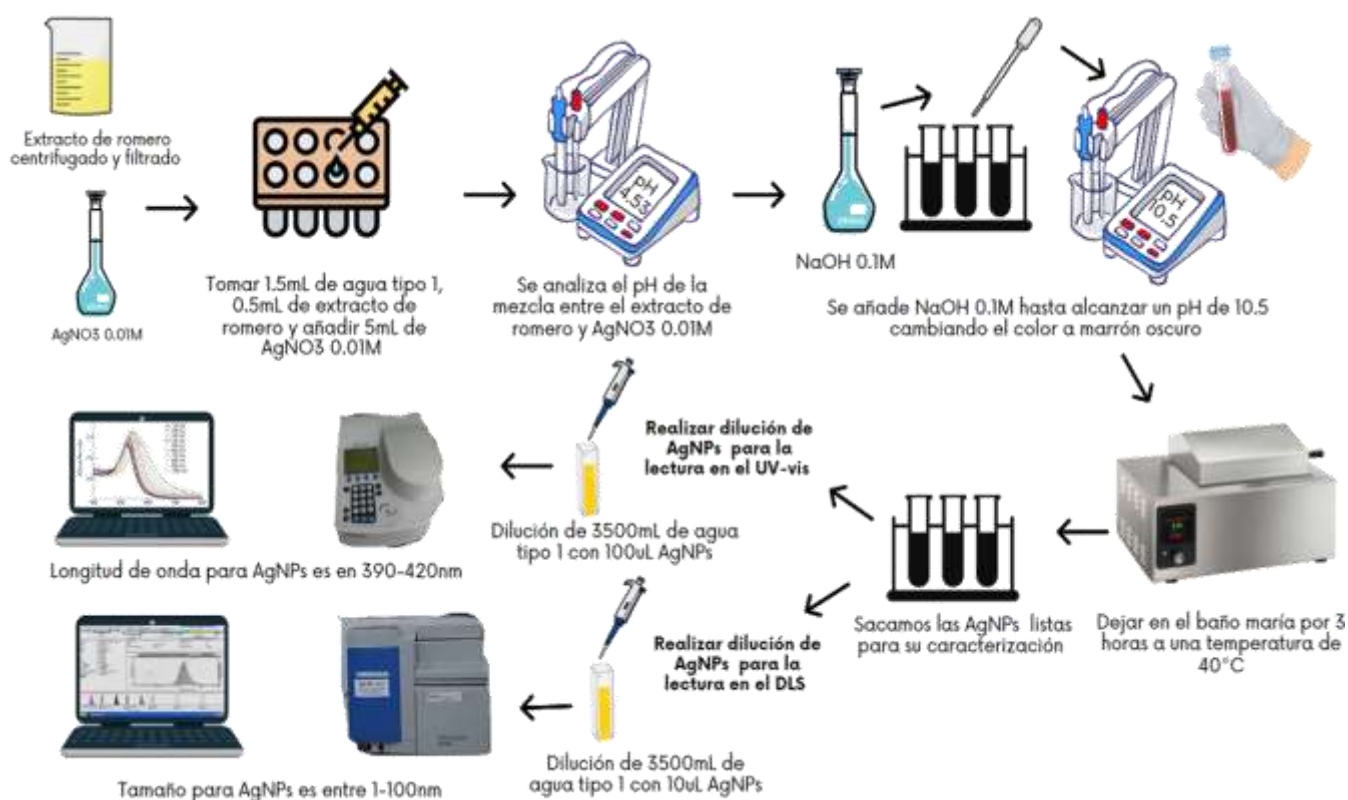 Extracto de romero
centrifugado y filtrado
AgNO3 0.01M
Tomar 1.5mL de agua tipo 1,
0.5mL de extracto de
romero y añadir 5mL de
AgNO3 0.01M
pH
4.53
Se analiza el pH de la
mezcla entre el extracto de
romero y AgNO3 0.01M
NaOH 0.1M
pH
10.5
Se añade NaOH 0.1M hasta alcanzar un pH de 10.5
cambiando el color a marrón oscuro
Dejar en el baño maría por 3
horas a una temperatura de
40°C
Sacamos las AgNPs listas
para su caracterización
Realizar dilución de
AgNPs para la
lectura en el UV-vis
Dilución de 3500mL de agua
tipo 1 con 100uL AgNPs
Longitud de onda para AgNPs es en 390-420nm
Realizar dilución de
AgNPs para la
lectura en el DLS
Dilución de 3500mL de
agua tipo 1 con 10uL AgNPs
Tamaño para AgNPs es entre 1-100nm